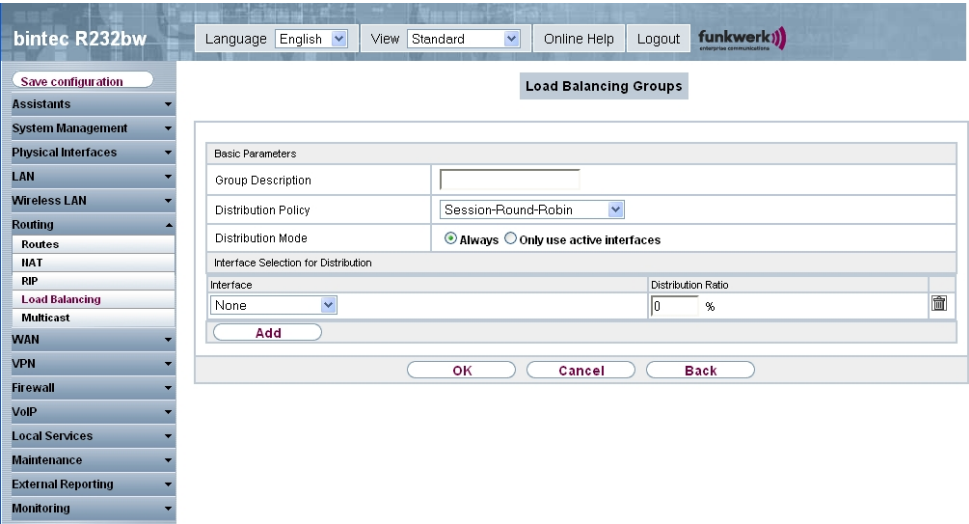 bintec R232bw
Language English View Standard Online Help Logout funkwerk
enterprise communications
Save configuration
Assistants
System Management
Physical Interfaces
LAN
Wireless LAN
Routing
Routes
NAT
RIP
Load Balancing
Multicast
WAN
VPN
Firewall
VoIP
Local Services
Maintenance
External Reporting
Monitoring
Load Balancing Groups
Basic Parameters
Group Description
Distribution Policy Session-Round-Robin
Distribution Mode Always Only use active interfaces
Interface Selection for Distribution
Interface Distribution Ratio
None 0 %
Add
OK Cancel Back